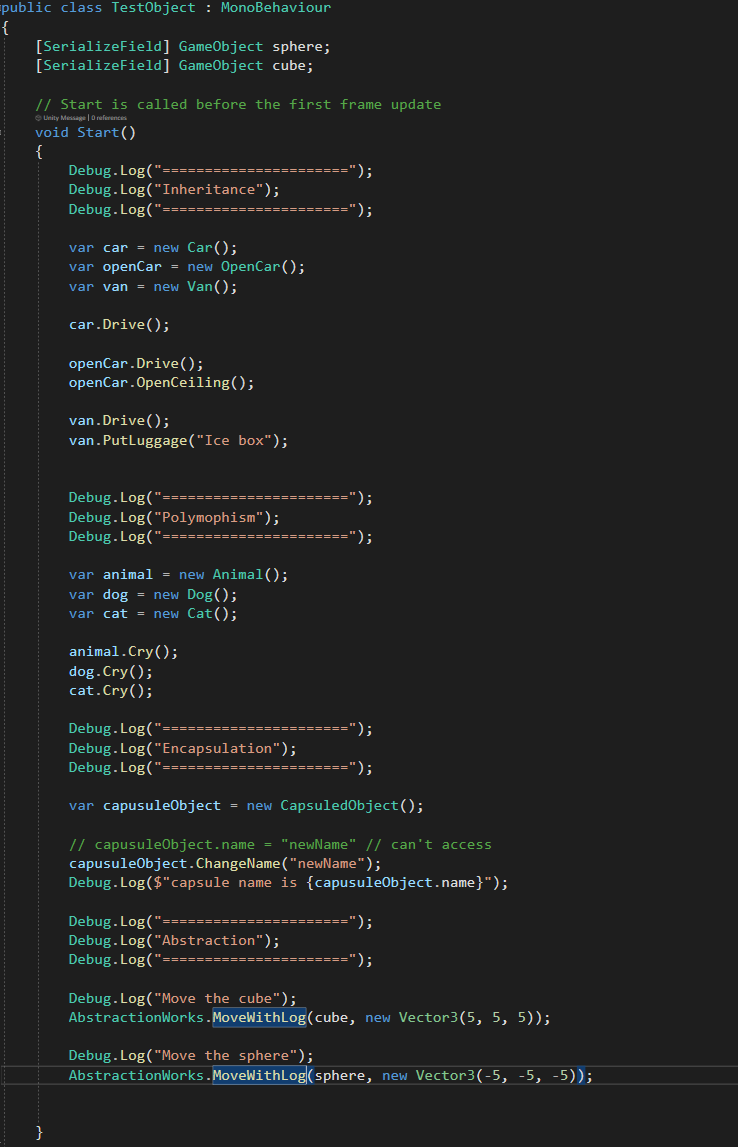 public class TestObject : MonoBehaviour
{
[SerializeField] GameObject sphere;
[SerializeField] GameObject cube;
// Start is called before the first frame update
Unity Message | 0 references
void Start()
{
Debug.Log("======================");
Debug.Log("Inheritance");
Debug.Log("======================");
var car = new Car();
var openCar = new OpenCar();
var van = new Van();
car.Drive();
openCar.Drive();
openCar.OpenCeiling();
van.Drive();
van.PutLuggage("Ice box");
Debug.Log("======================");
Debug.Log("Polymophism");
Debug.Log("======================");
var animal = new Animal();
var dog = new Dog();
var cat = new Cat();
animal.Cry();
dog.Cry();
cat.Cry();
Debug.Log("======================");
Debug.Log("Encapsulation");
Debug.Log("======================");
var capusuleObject = new CapsuledObject();
// capusuleObject.name = "newName" // can't access
capusuleObject.ChangeName("newName");
Debug.Log($"capsule name is {capusuleObject.name}");
Debug.Log("======================");
Debug.Log("Abstraction");
Debug.Log("======================");
Debug.Log("Move the cube");
AbstractionWorks.MoveWithLog(cube, new Vector3(5, 5, 5));
Debug.Log("Move the sphere");
AbstractionWorks.MoveWithLog(sphere, new Vector3(-5, -5, -5));
}